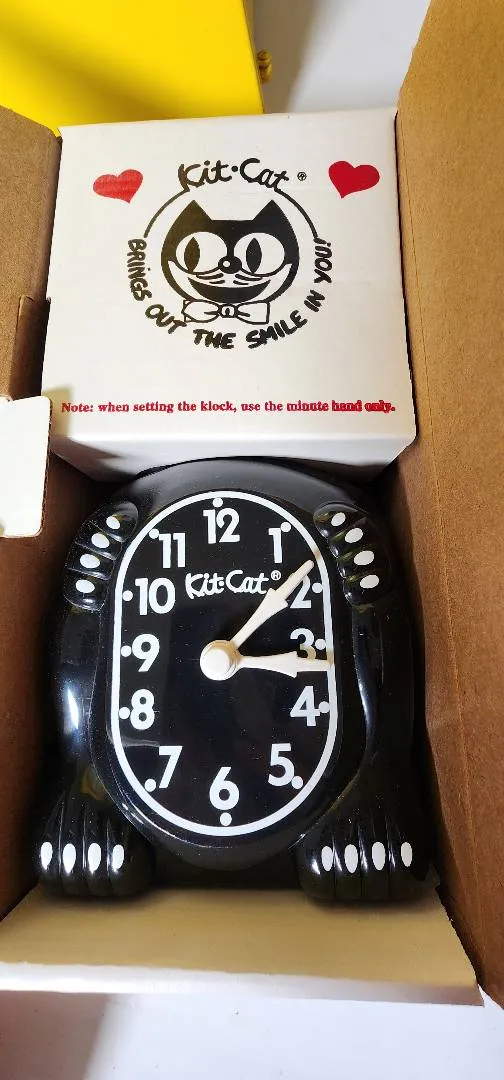 Kit·Cat ®
BRINGS OUT THE SMILE IN YOU!
Note: when setting the klock, use the minute hand only.
12
11 1
Kit·Cat®
10 2
9 3
8 4
7 5
6